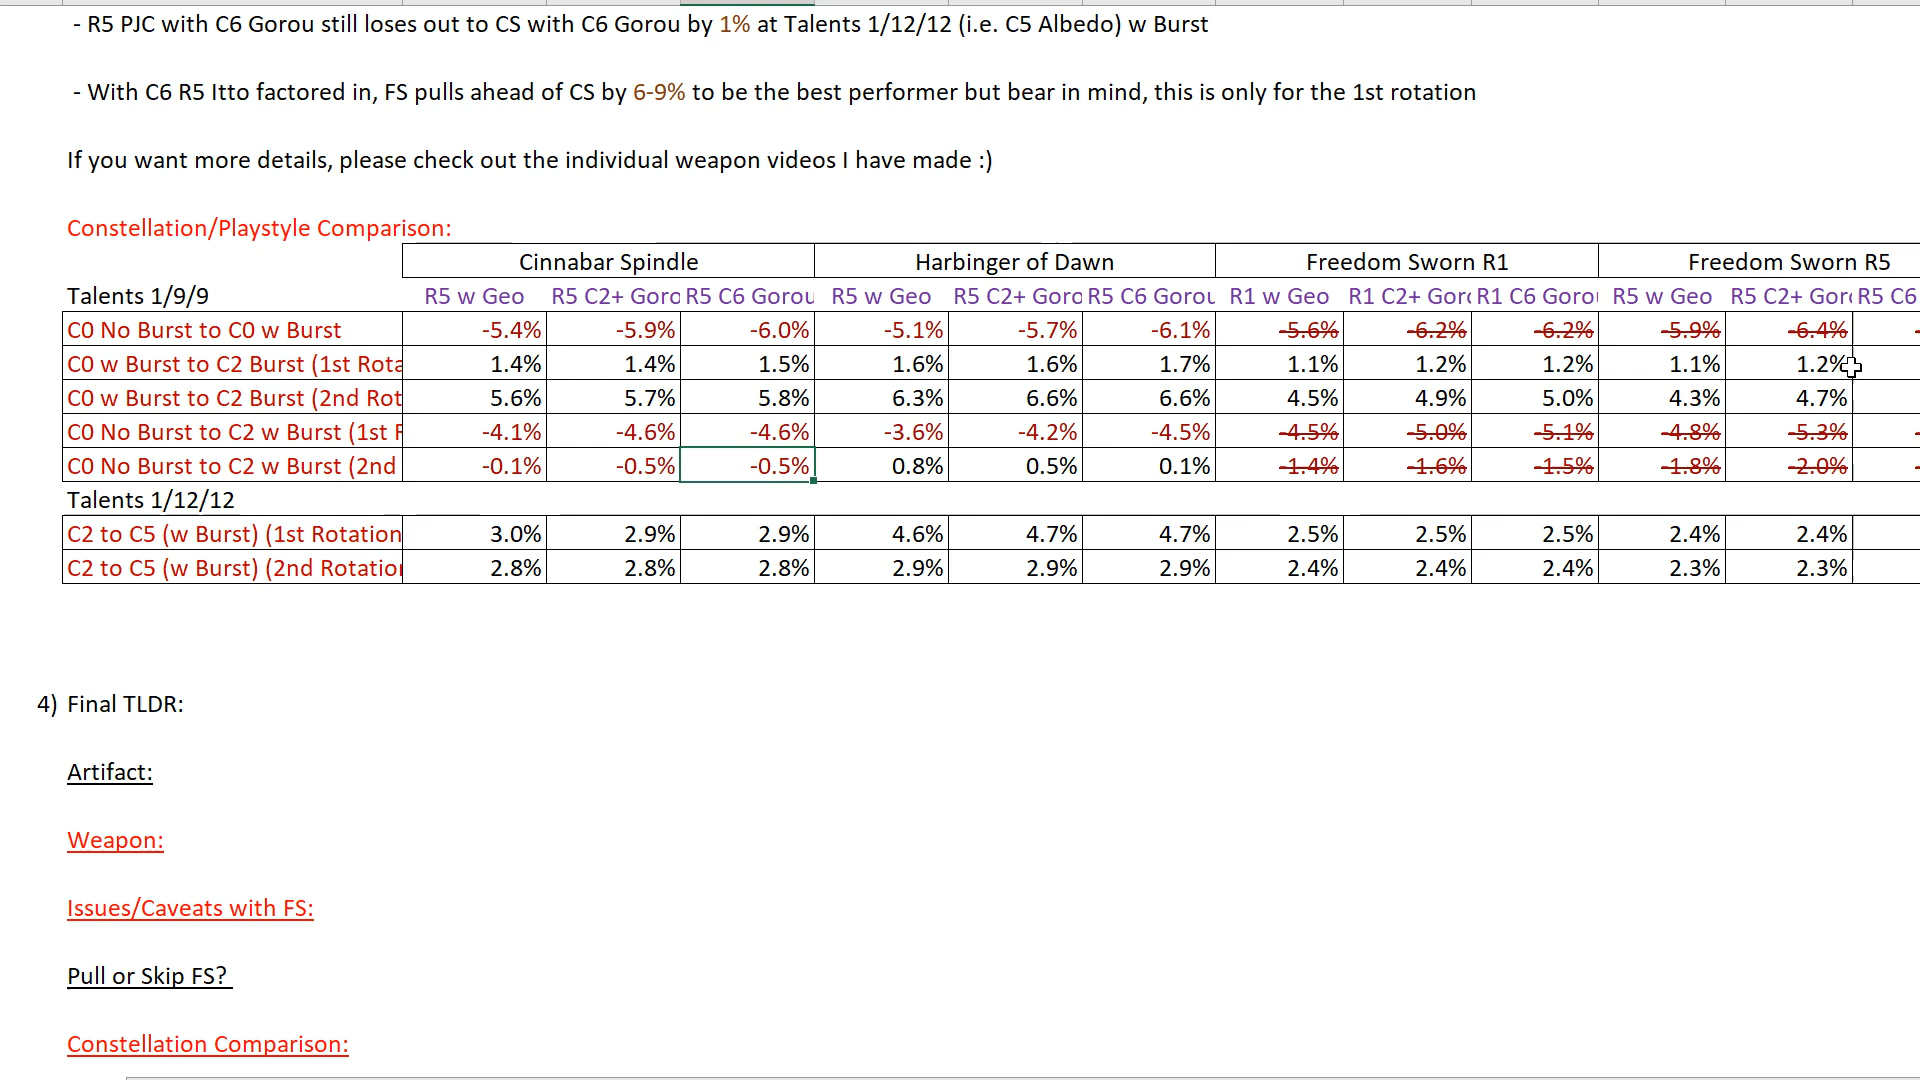 - R5 PJC with C6 Gorou still loses out to CS with C6 Gorou by 1% at Talents 1/12/12 (i.e. C5 Albedo) w Burst
- With C6 R5 Itto factored in, FS pulls ahead of CS by 6-9% to be the best performer but bear in mind, this is only for the 1st rotation
If you want more details, please check out the individual weapon videos I have made :)
Constellation/Playstyle Comparison:
Cinnabar Spindle Harbinger of Dawn Freedom Sworn R1 Freedom Sworn R5
Talents 1/9/9 R5 w Geo R5 C2+ Goro R5 C6 Gorou R5 w Geo R5 C2+ Goro R5 C6 Gorou R1 w Geo R1 C2+ Gor R1 C6 Goro R5 w Geo R5 C2+ Gor R5 C6
C0 No Burst to C0 w Burst -5.4% -5.9% -6.0% -5.1% -5.7% -6.1% -5.6% -6.2% -6.2% -5.9% -6.4% -
C0 w Burst to C2 Burst (1st Rota 1.4% 1.4% 1.5% 1.6% 1.6% 1.7% 1.1% 1.2% 1.2% 1.1% 1.2%
C0 w Burst to C2 Burst (2nd Rot 5.6% 5.7% 5.8% 6.3% 6.6% 6.6% 4.5% 4.9% 5.0% 4.3% 4.7%
C0 No Burst to C2 w Burst (1st R -4.1% -4.6% -4.6% -3.6% -4.2% -4.5% -4.5% -5.0% -5.1% -4.8% -5.3% -
C0 No Burst to C2 w Burst (2nd -0.1% -0.5% -0.5% 0.8% 0.5% 0.1% -1.4% -1.6% -1.5% -1.8% -2.0% -
Talents 1/12/12
C2 to C5 (w Burst) (1st Rotation 3.0% 2.9% 2.9% 4.6% 4.7% 4.7% 2.5% 2.5% 2.5% 2.4% 2.4%
C2 to C5 (w Burst) (2nd Rotation 2.8% 2.8% 2.8% 2.9% 2.9% 2.9% 2.4% 2.4% 2.4% 2.3% 2.3%
4) Final TLDR:
Artifact:
Weapon:
Issues/Caveats with FS:
Pull or Skip FS?
Constellation Comparison: